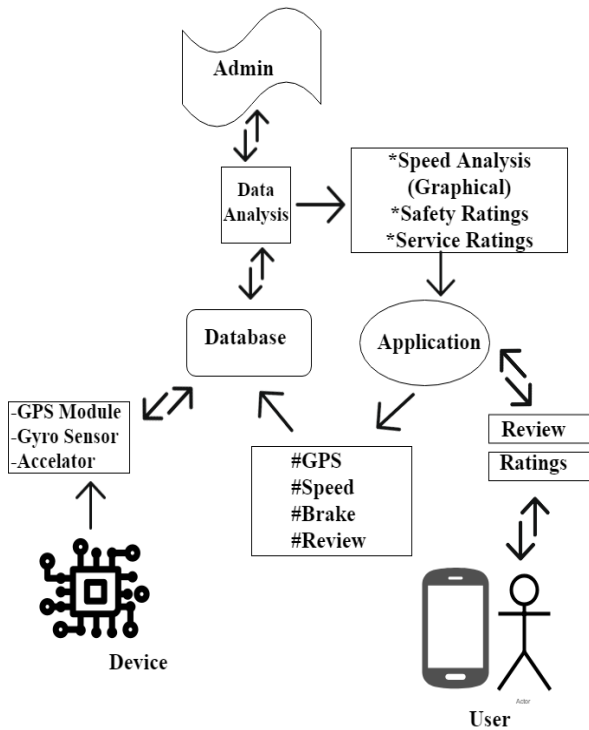 Admin
Data
Analysis
*Speed Analysis
(Graphical)
*Safety Ratings
*Service Ratings
Database
Application
-GPS Module
-Gyro Sensor
-Accelator
#GPS
#Speed
#Brake
#Review
Review
Ratings
Device
Actor
User